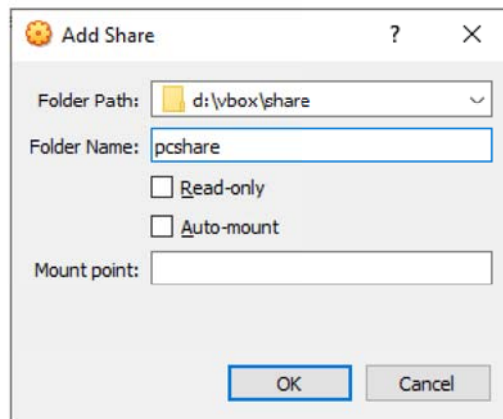 Add Share
?
Folder Path: d:\vbox\share
Folder Name: pcshare
Read-only
Auto-mount
Mount point:
OK Cancel